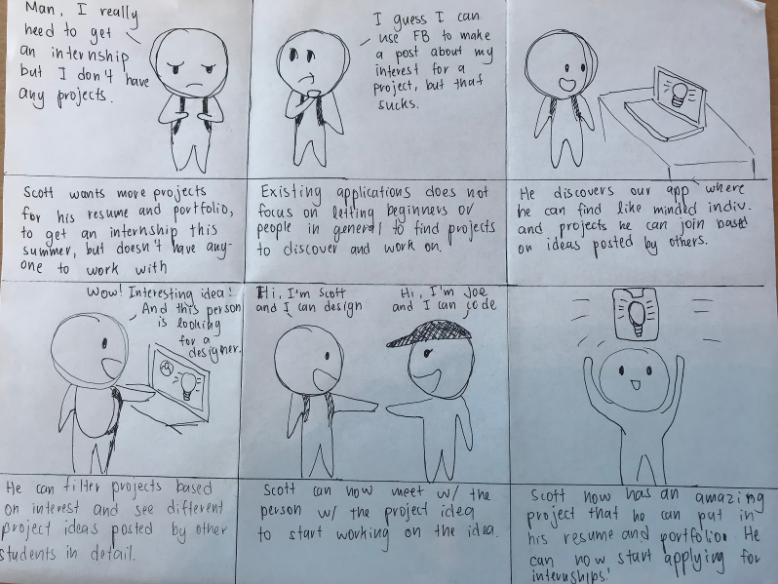 Man, I really
need to get
an internship
but I don't have
any projects.
I guess I can
use FB to make
a post about my
interest for a
project, but that
sucks.
Scott wants more projects
for his resume and portfolio,
to get an internship this
summer, but doesn't have any-
one to work with
Existing applications does not
focus on letting beginners or
people in general to find projects
to discover and work on.
He discovers our app where
he can find like minded indiv.
and projects he can join based
on ideas posted by others.
Wow! Interesting idea!
And this person
is looking
for a
designer.
Hi, I'm Scott
and I can design
Hi, I'm Joe
and I can code
He can filter projects based
on interest and see different
project ideas posted by other
students in detail.
Scott can now meet w/ the
person w/ the project idea
to start working on the idea.
Scott now has an amazing
project that he can put in
his resume and portfolio. He
can now start applying for
internships!